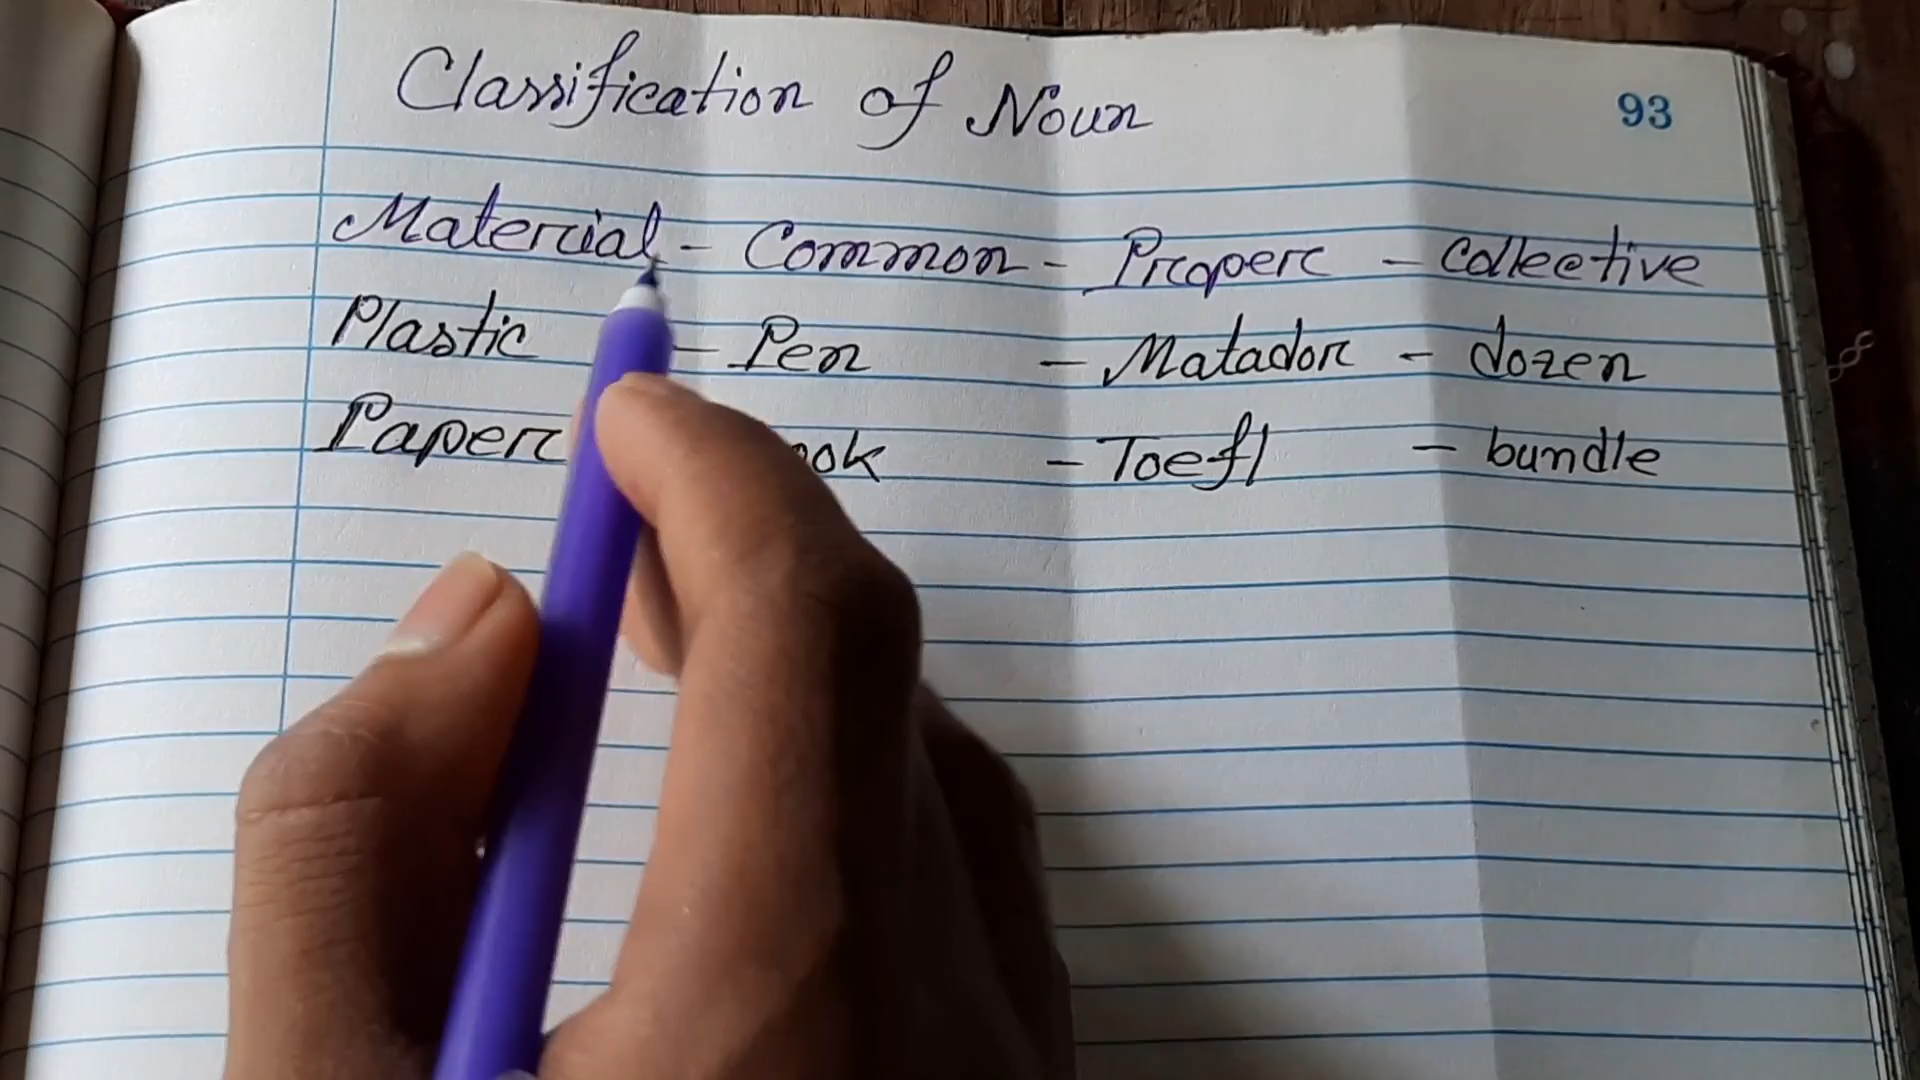 Classification of Noun
93
Material - Common - Proper - Collective
Plastic - Pen - Matador - dozen
Paper ook - Toefl - bundle